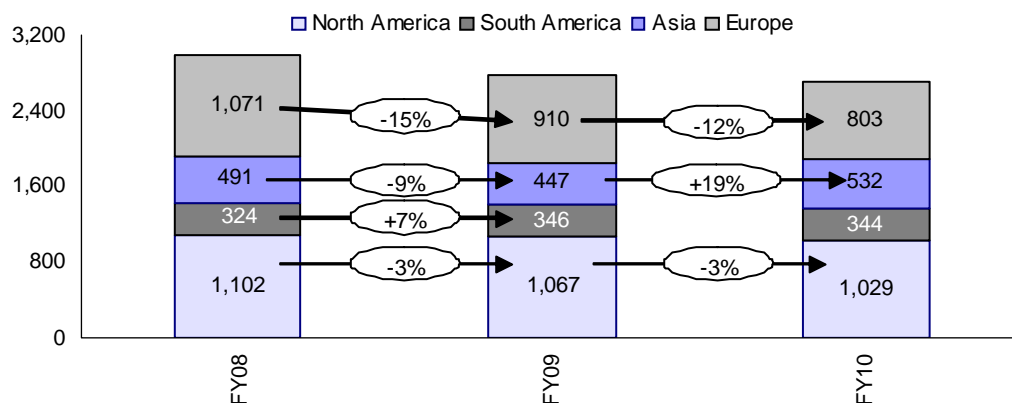 North America South America Asia Europe
3,200
2,400
1,600
800
0
1,071 -15% 910 -12% 803
491 -9% 447 +19% 532
324 +7% 346 344
1,102 -3% 1,067 -3% 1,029
FY08 FY09 FY10